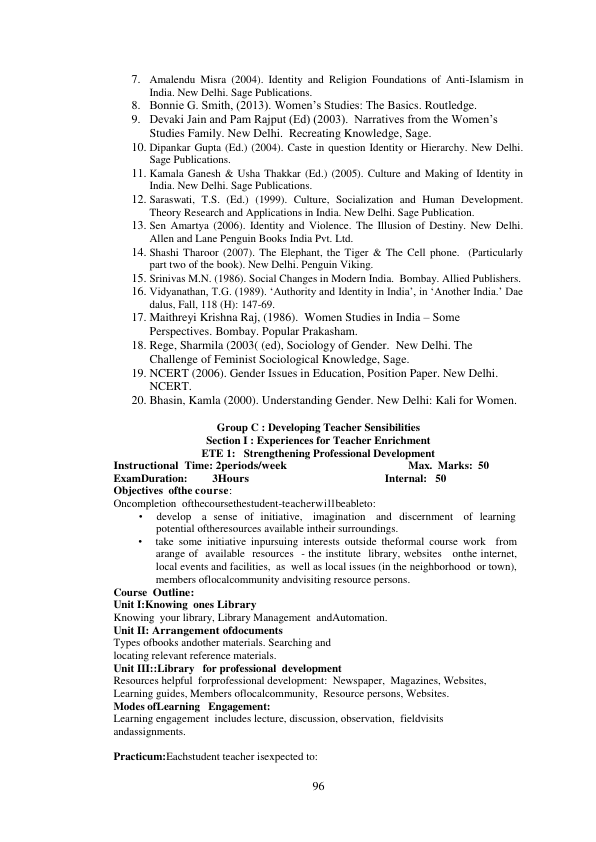 7. Amalendu Misra (2004). Identity and Religion Foundations of Anti-Islamism in
India. New Delhi. Sage Publications.
8. Bonnie G. Smith, (2013). Women's Studies: The Basics. Routledge.
9. Devaki Jain and Pam Rajput (Ed) (2003). Narratives from the Women's
Studies Family. New Delhi. Recreating Knowledge, Sage.
10. Dipankar Gupta (Ed.) (2004). Caste in question Identity or Hierarchy. New Delhi.
Sage Publications.
11. Kamala Ganesh & Usha Thakkar (Ed.) (2005). Culture and Making of Identity in
India. New Delhi. Sage Publications.
12. Saraswati, T.S. (Ed.) (1999). Culture, Socialization and Human Development.
Theory Research and Applications in India. New Delhi. Sage Publication.
13. Sen Amartya (2006). Identity and Violence. The Illusion of Destiny. New Delhi.
Allen and Lane Penguin Books India Pvt. Ltd.
14. Shashi Tharoor (2007). The Elephant, the Tiger & The Cell phone. (Particularly
part two of the book). New Delhi. Penguin Viking.
15. Srinivas M.N. (1986). Social Changes in Modern India. Bombay. Allied Publishers.
16. Vidyanathan, T.G. (1989). 'Authority and Identity in India', in 'Another India.' Dae
dalus, Fall, 118 (H): 147-69.
17. Maithreyi Krishna Raj, (1986). Women Studies in India – Some
Perspectives. Bombay. Popular Prakasham.
18. Rege, Sharmila (2003( (ed), Sociology of Gender. New Delhi. The
Challenge of Feminist Sociological Knowledge, Sage.
19. NCERT (2006). Gender Issues in Education, Position Paper. New Delhi.
NCERT.
20. Bhasin, Kamla (2000). Understanding Gender. New Delhi: Kali for Women.
Group C : Developing Teacher Sensibilities
Section I : Experiences for Teacher Enrichment
ETE 1: Strengthening Professional Development
Instructional Time: 2periods/week Max. Marks: 50
ExamDuration: 3Hours Internal: 50
Objectives ofthe course:
Oncompletion ofthecoursethestudent-teacherwillbeableto:
• develop a sense of initiative, imagination and discernment of learning
potential oftheresources available intheir surroundings.
• take some initiative inpursuing interests outside theformal course work from
arange of available resources - the institute library, websites onthe internet,
local events and facilities, as well as local issues (in the neighborhood or town),
members oflocalcommunity andvisiting resource persons.
Course Outline:
Unit I:Knowing ones Library
Knowing your library, Library Management andAutomation.
Unit II: Arrangement ofdocuments
Types ofbooks andother materials. Searching and
locating relevant reference materials.
Unit III::Library for professional development
Resources helpful forprofessional development: Newspaper, Magazines, Websites,
Learning guides, Members oflocalcommunity, Resource persons, Websites.
Modes ofLearning Engagement:
Learning engagement includes lecture, discussion, observation, fieldvisits
andassignments.
Practicum:Eachstudent teacher isexpected to:
96